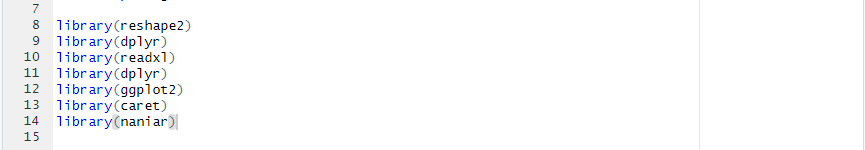 7
8 library(reshape2)
9 library(dplyr)
10 library(readxl)
11 library(dplyr)
12 library(ggplot2)
13 library(caret)
14 library(naniar)
15